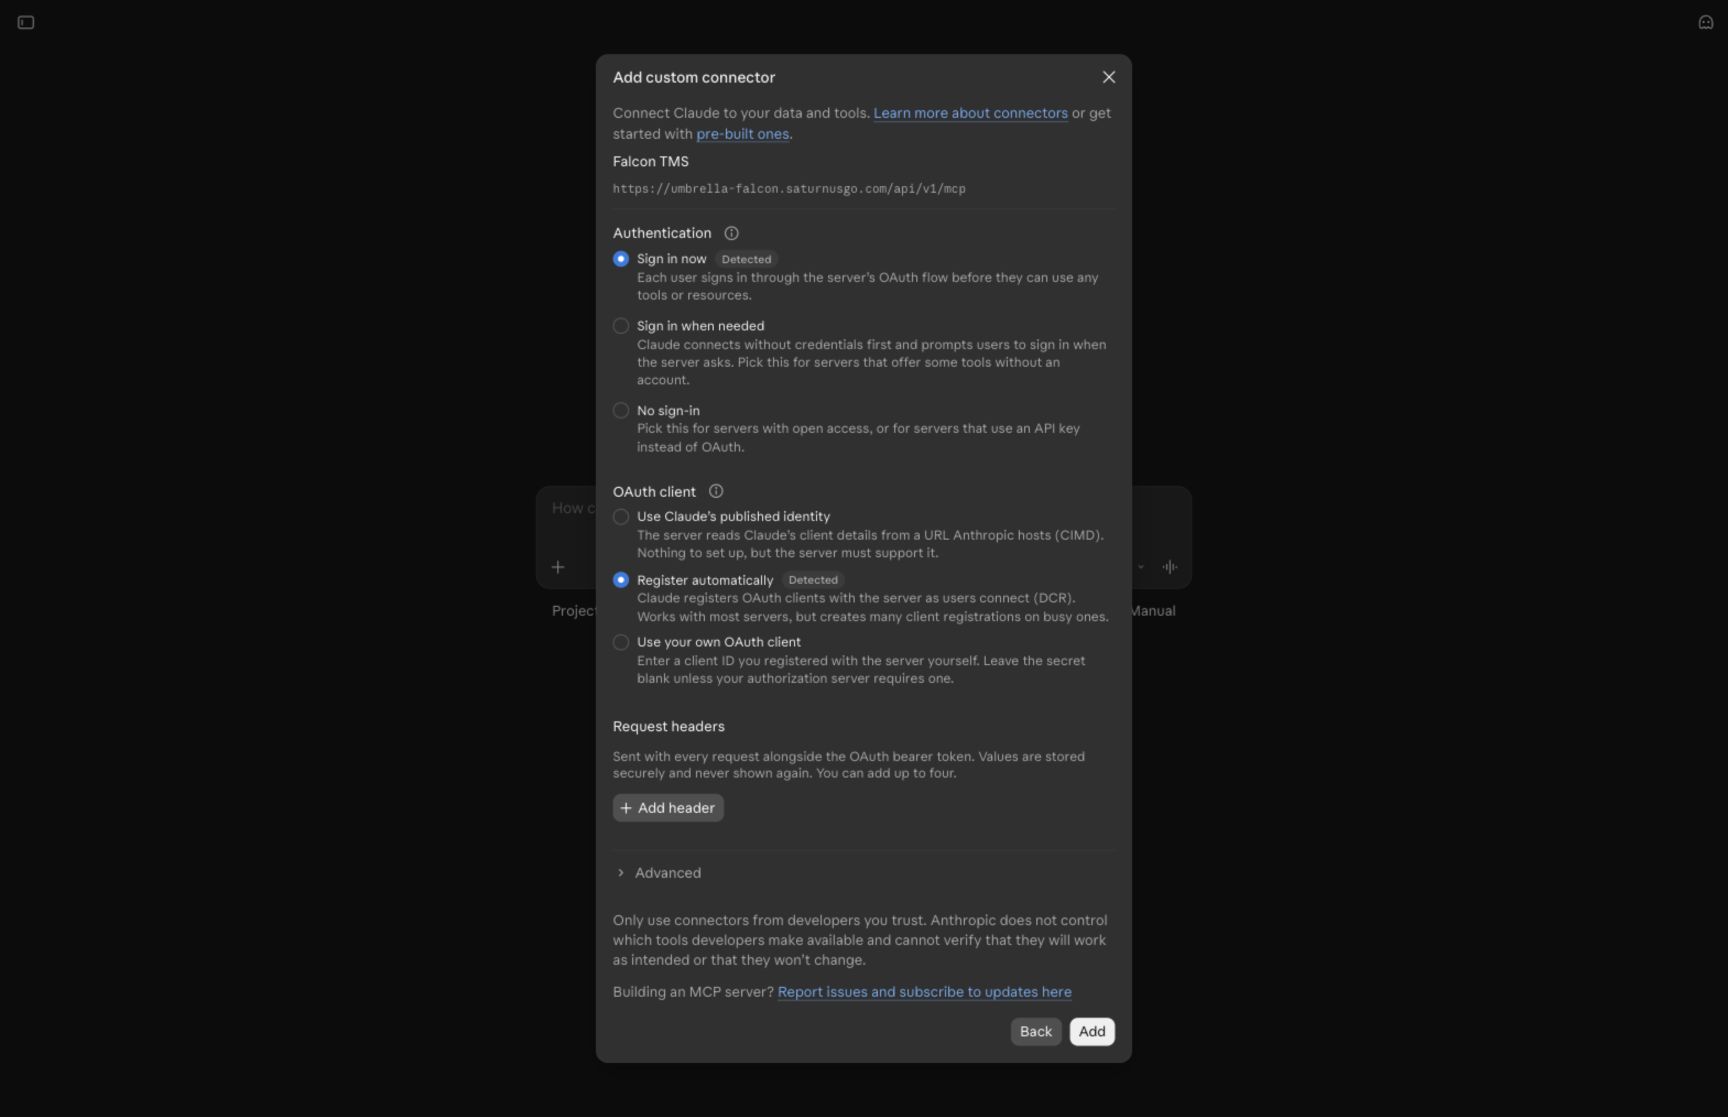 Add custom connector
Connect Claude to your data and tools. Learn more about connectors or get
started with pre-built ones.
Falcon TMS
https://umbrella-falcon.saturnusgo.com/api/v1/mcp
Authentication
Sign in now Detected
Each user signs in through the server's OAuth flow before they can use any
tools or resources.
Sign in when needed
Claude connects without credentials first and prompts users to sign in when
the server asks. Pick this for servers that offer some tools without an
account.
No sign-in
Pick this for servers with open access, or for servers that use an API key
instead of OAuth.
OAuth client
How c
Use Claude's published identity
The server reads Claude's client details from a URL Anthropic hosts (CIMD).
Nothing to set up, but the server must support it.
Register automatically Detected
Claude registers OAuth clients with the server as users connect (DCR).
Works with most servers, but creates many client registrations on busy ones.
Project
Manual
Use your own OAuth client
Enter a client ID you registered with the server yourself. Leave the secret
blank unless your authorization server requires one.
Request headers
Sent with every request alongside the OAuth bearer token. Values are stored
securely and never shown again. You can add up to four.
+ Add header
Advanced
Only use connectors from developers you trust. Anthropic does not control
which tools developers make available and cannot verify that they will work
as intended or that they won't change.
Building an MCP server? Report issues and subscribe to updates here
Back Add